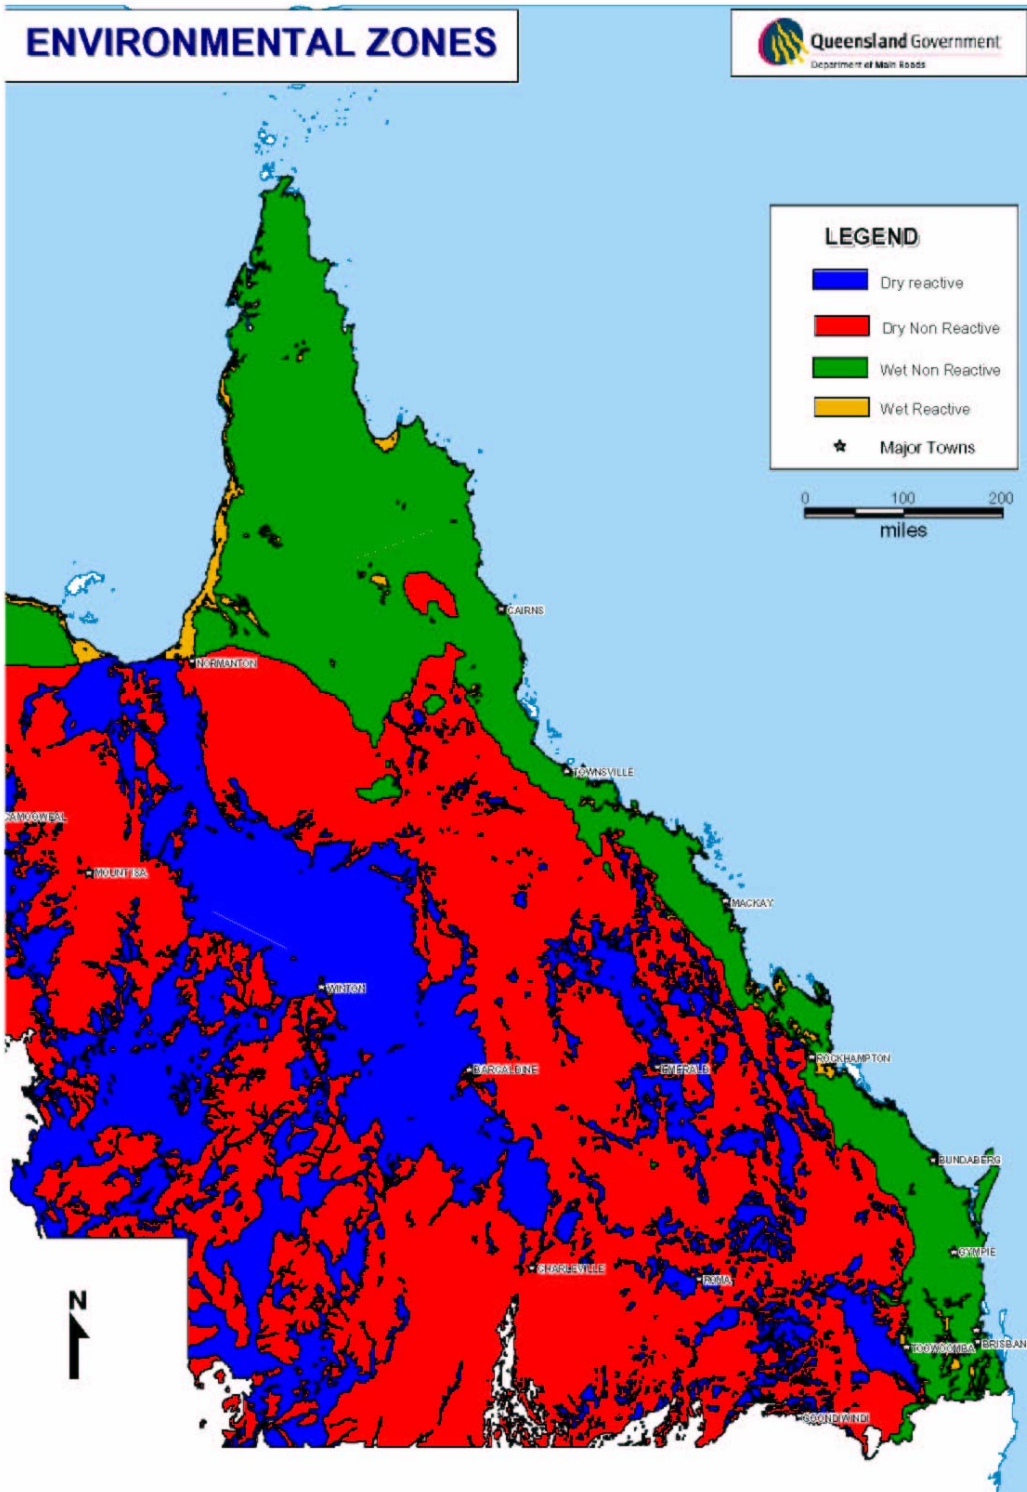 ENVIRONMENTAL ZONES
Queensland Government
Department of Main Roads
LEGEND
Dry reactive
Dry Non Reactive
Wet Non Reactive
Wet Reactive
Major Towns
0 100 200
miles
CAIRNS
NORMANTON
TOWNSVILLE
CAMOOWEAL
MOUNT ISA
MACKAY
WINTON
ROCKHAMPTON
BARCALDINE
EMERALD
BUNDABERG
GYMPIE
CHARLEVILLE
ROMA
N
BRISBAN
TOOWOOMBA
GOONDIWINDI